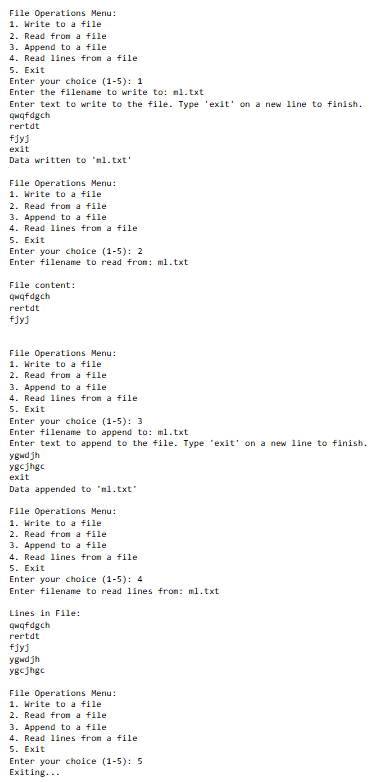 File Operations Menu:
1. Write to a file
2. Read from a file
3. Append to a file
4. Read lines from a file
5. Exit
Enter your choice (1-5): 1
Enter the filename to write to: ml.txt
Enter text to write to the file. Type 'exit' on a new line to finish.
qwqfdgch
rertdt
fjyj
exit
Data written to 'ml.txt'
File Operations Menu:
1. Write to a file
2. Read from a file
3. Append to a file
4. Read lines from a file
5. Exit
Enter your choice (1-5): 2
Enter filename to read from: ml.txt
File content:
qwqfdgch
rertdt
fjyj
File Operations Menu:
1. Write to a file
2. Read from a file
3. Append to a file
4. Read lines from a file
5. Exit
Enter your choice (1-5): 3
Enter filename to append to: ml.txt
Enter text to append to the file. Type 'exit' on a new line to finish.
ygwdjh
ygcjhgc
exit
Data appended to 'ml.txt'
File Operations Menu:
1. Write to a file
2. Read from a file
3. Append to a file
4. Read lines from a file
5. Exit
Enter your choice (1-5): 4
Enter filename to read lines from: ml.txt
Lines in File:
qwqfdgch
rertdt
fjyj
ygwdjh
ygcjhgc
File Operations Menu:
1. Write to a file
2. Read from a file
3. Append to a file
4. Read lines from a file
5. Exit
Enter your choice (1-5): 5
Exiting...